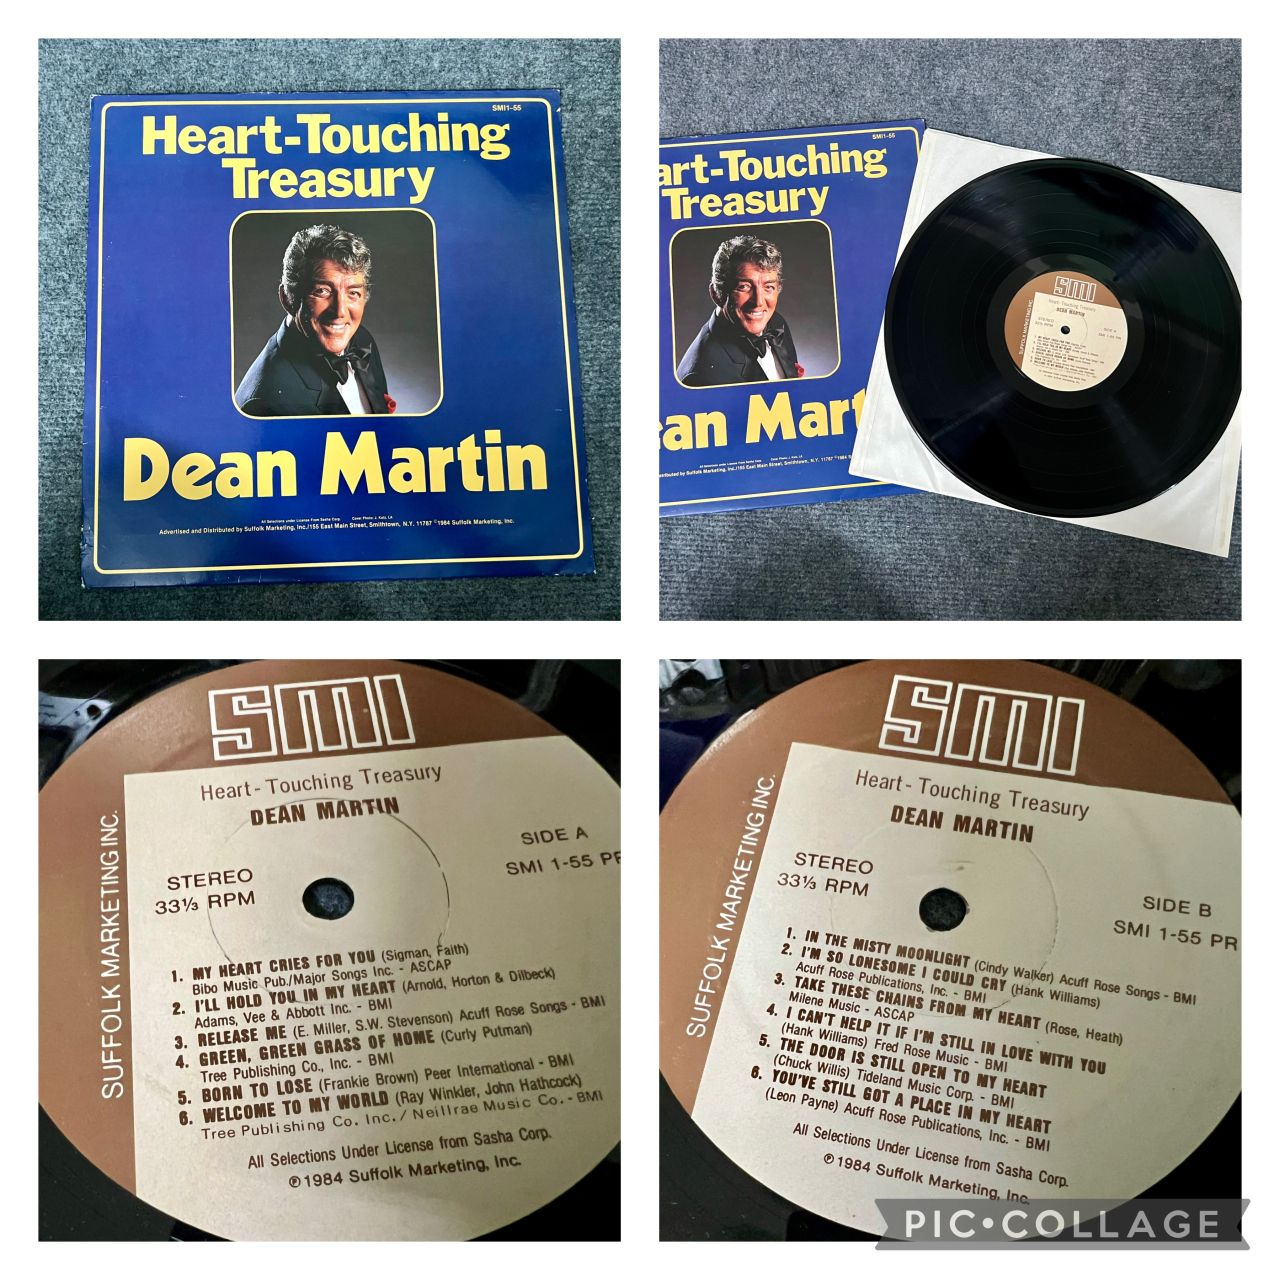 SMI1-55
Heart-Touching
Treasury
Dean Martin
All Selections under License From Sasha Corp. Cover Photo: J. Katz, LA
Advertised and Distributed by Suffolk Marketing, Inc./155 East Main Street, Smithtown, N.Y. 11787 ©1984 Suffolk Marketing, Inc.
SMI1-55
art-Touching
Treasury
an Mart
SMI
Heart-Touching Treasury
DEAN MARTIN
STEREO
SIDE A
SUFFOLK MARKETING INC.
SMI
Heart-Touching Treasury
DEAN MARTIN
SIDE A
SMI 1-55 PR
STEREO
33⅓ RPM
SUFFOLK MARKETING INC.
1. MY HEART CRIES FOR YOU (Sigman, Faith)
Bibo Music Pub./Major Songs Inc. - ASCAP
2. I'LL HOLD YOU IN MY HEART (Arnold, Horton & Dilbeck)
Adams, Vee & Abbott Inc. - BMI
3. RELEASE ME (E. Miller, S.W. Stevenson) Acuff Rose Songs - BMI
4. GREEN, GREEN GRASS OF HOME (Curly Putman)
Tree Publishing Co., Inc. - BMI
5. BORN TO LOSE (Frankie Brown) Peer International - BMI
6. WELCOME TO MY WORLD (Ray Winkler, John Hathcock)
Tree Publishing Co. Inc./Neillrae Music Co. - BMI
All Selections Under License from Sasha Corp.
℗1984 Suffolk Marketing, Inc.
SMI
Heart-Touching Treasury
DEAN MARTIN
STEREO
33⅓ RPM
SIDE B
SMI 1-55 PR
SUFFOLK MARKETING INC.
1. IN THE MISTY MOONLIGHT (Cindy Walker) Acuff Rose Songs - BMI
2. I'M SO LONESOME I COULD CRY (Hank Williams)
Acuff Rose Publications, Inc. - BMI
3. TAKE THESE CHAINS FROM MY HEART (Rose, Heath)
Milene Music - ASCAP
4. I CAN'T HELP IT IF I'M STILL IN LOVE WITH YOU
(Hank Williams) Fred Rose Music - BMI
5. THE DOOR IS STILL OPEN TO MY HEART
(Chuck Willis) Tideland Music Corp. - BMI
6. YOU'VE STILL GOT A PLACE IN MY HEART
(Leon Payne) Acuff Rose Publications, Inc. - BMI
All Selections Under License from Sasha Corp.
℗1984 Suffolk Marketing, Inc.
PIC•COLLAGE